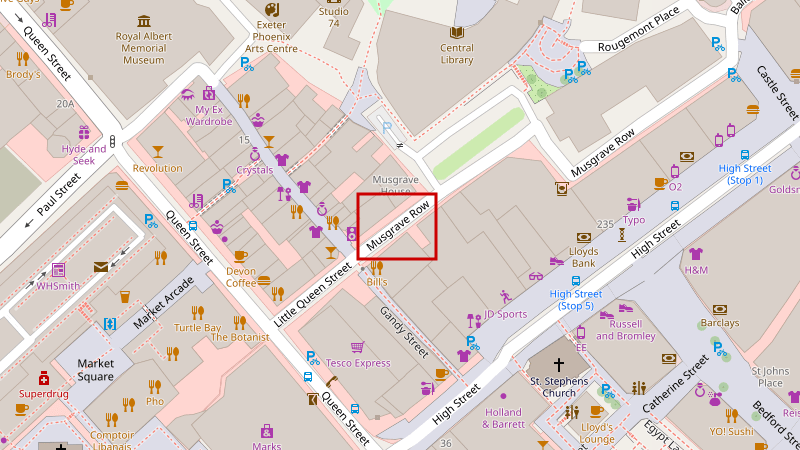 Queen Street
Royal Albert
Memorial
Museum
Exeter
Phoenix
Arts Centre
Studio
74
Central
Library
Rougemont Place
Brody's
20A
My Ex
Wardrobe
15
Castle Street
Hyde and
Seek
Revolution
Crystals
Musgrave
House
Musgrave Row
O2
High Street
(Stop 1)
Goldsn
Paul Street
Queen Street
Musgrave Row
235
Typo
High Street
Lloyds
Bank
H&M
WHSmith
Devon
Coffee
Market Arcade
Little Queen Street
Bill's
High Street
(Stop 5)
Turtle Bay
The Botanist
Gandy Street
JD Sports
Russell
and Bromley
EE
Barclays
Market
Square
Tesco Express
St. Stephens
Church
St Johns
Place
Superdrug
Pho
Queen Street
High Street
Catherine Street
Holland
& Barrett
Lloyd's
Lounge
Bedford Street
Reis
Comptoir
Libanais
Marks
36
Egypt La
YO! Sushi